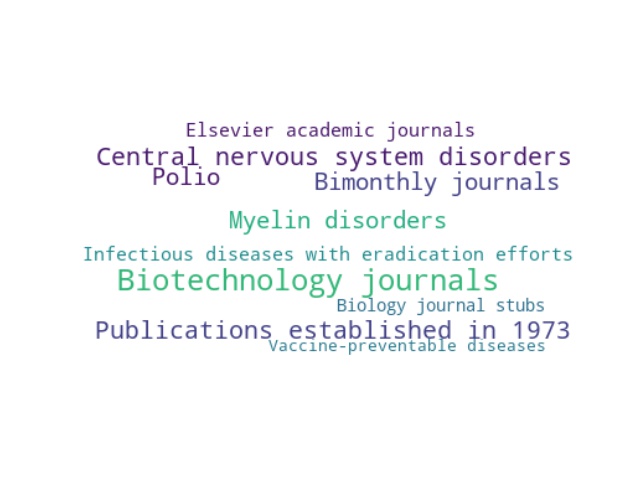 Elsevier academic journals
Central nervous system disorders
Polio
Bimonthly journals
Myelin disorders
Infectious diseases with eradication efforts
Biotechnology journals
Biology journal stubs
Publications established in 1973
Vaccine-preventable diseases